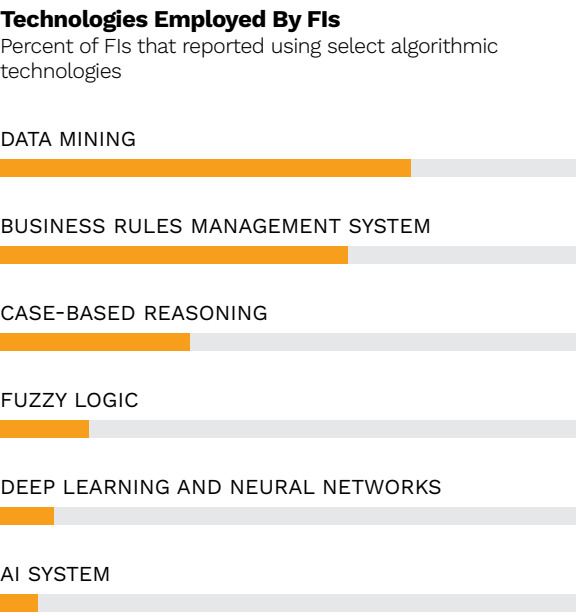 Technologies Employed By FIs
Percent of FIs that reported using select algorithmic
technologies
DATA MINING
BUSINESS RULES MANAGEMENT SYSTEM
CASE-BASED REASONING
FUZZY LOGIC
DEEP LEARNING AND NEURAL NETWORKS
AI SYSTEM